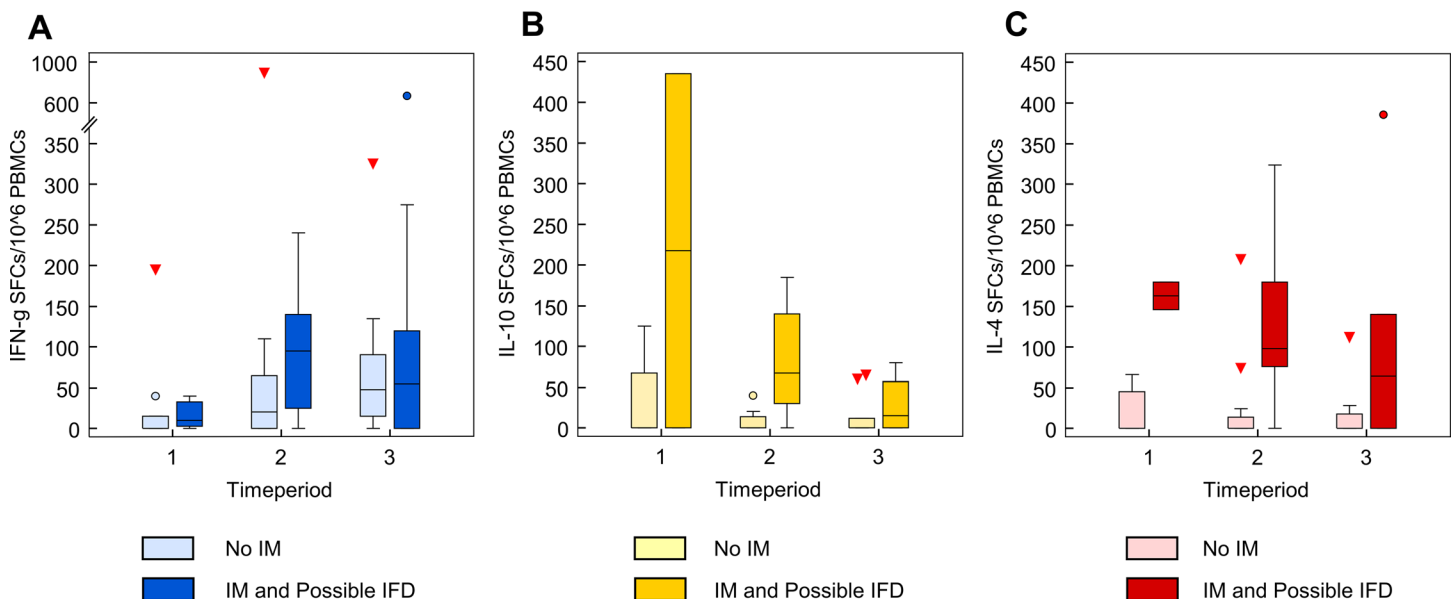 A
IFN-g SFCs/10^6 PBMCs
1000
600
350
300
250
200
150
100
50
0
1 2 3
Timeperiod
No IM
IM and Possible IFD
B
IL-10 SFCs/10^6 PBMCs
450
400
350
300
250
200
150
100
50
0
1 2 3
Timeperiod
No IM
IM and Possible IFD
C
IL-4 SFCs/10^6 PBMCs
450
400
350
300
250
200
150
100
50
0
1 2 3
Timeperiod
No IM
IM and Possible IFD